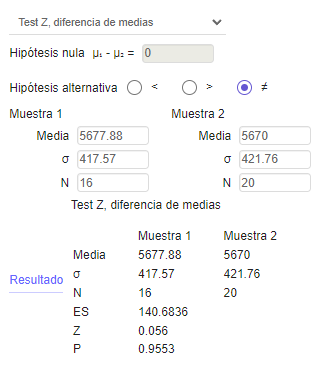 Test Z, diferencia de medias
Hipótesis nula μ₁ - μ₂ = 0
Hipótesis alternativa < > ≠
Muestra 1 Muestra 2
Media 5677.88 Media 5670
σ 417.57 σ 421.76
N 16 N 20
Test Z, diferencia de medias
Muestra 1 Muestra 2
Media 5677.88 5670
σ 417.57 421.76
Resultado
N 16 20
ES 140.6836
Z 0.056
P 0.9553